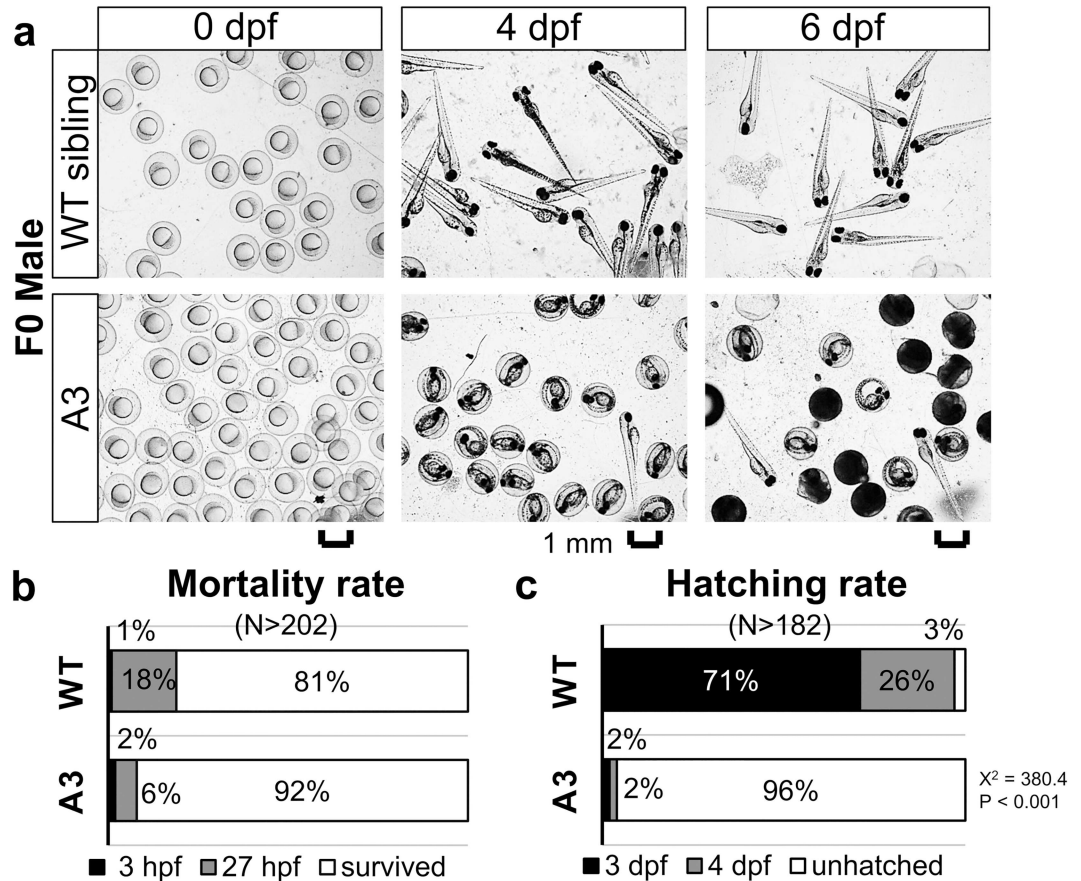 a
0 dpf
4 dpf
6 dpf
F0 Male
WT sibling
A3
1 mm
b
Mortality rate
(N>202)
1%
WT
18%
81%
2%
A3
6%
92%
3 hpf
27 hpf
survived
c
Hatching rate
(N>182)
3%
71%
26%
2%
2%
96%
X² = 380.4
P < 0.001
3 dpf
4 dpf
unhatched